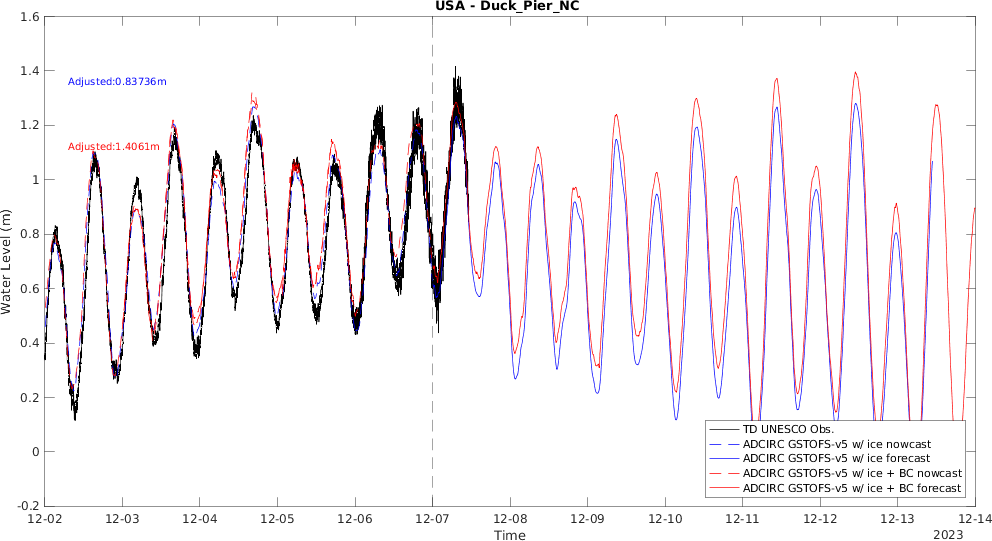 USA - Duck_Pier_NC
1.6
1.4
1.2
1
0.8
0.6
0.4
0.2
0
-0.2
Water Level (m)
Adjusted:0.83736m
Adjusted:1.4061m
TD UNESCO Obs.
ADCIRC GSTOFS-v5 w/ ice nowcast
ADCIRC GSTOFS-v5 w/ ice forecast
ADCIRC GSTOFS-v5 w/ ice + BC nowcast
ADCIRC GSTOFS-v5 w/ ice + BC forecast
12-02 12-03 12-04 12-05 12-06 12-07 12-08 12-09 12-10 12-11 12-12 12-13 12-14
Time
2023